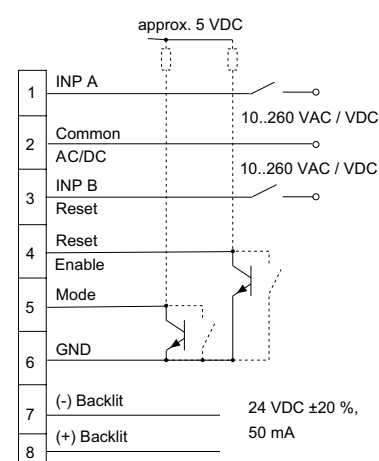 approx. 5 VDC
1 INP A
10..260 VAC / VDC
2 Common
AC/DC
10..260 VAC / VDC
3 INP B
Reset
4 Reset
Enable
5 Mode
6 GND
7 (-) Backlit
24 VDC ±20 %,
50 mA
8 (+) Backlit